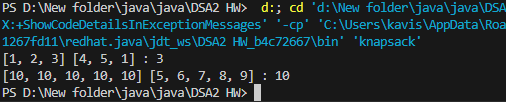 PS D:\New folder\java\java\DSA2 HW> d:; cd 'd:\New folder\java\java\DSA
X:+ShowCodeDetailsInExceptionMessages' '-cp' 'C:\Users\kavis\AppData\Roa
1267fd11\redhat.java\jdt_ws\DSA2 HW_b4c72667\bin' 'knapsack'
[1, 2, 3] [4, 5, 1] : 3
[10, 10, 10, 10, 10] [5, 6, 7, 8, 9] : 10
PS D:\New folder\java\java\DSA2 HW>